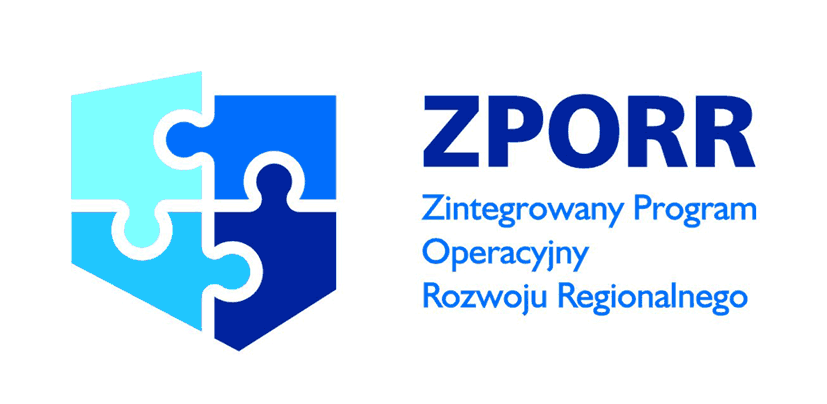 ZPORR
Zintegrowany Program
Operacyjny
Rozwoju Regionalnego